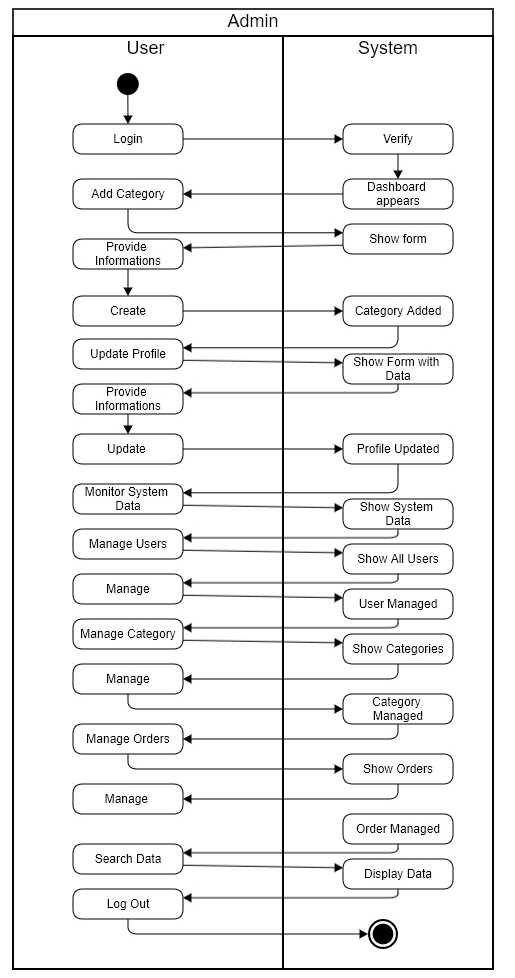 Admin
User
System
Login
Verify
Add Category
Dashboard
appears
Show form
Provide
Informations
Create
Category Added
Update Profile
Show Form with
Data
Provide
Informations
Update
Profile Updated
Monitor System
Data
Show System
Data
Manage Users
Show All Users
Manage
User Managed
Manage Category
Show Categories
Manage
Category
Managed
Manage Orders
Show Orders
Manage
Order Managed
Search Data
Display Data
Log Out